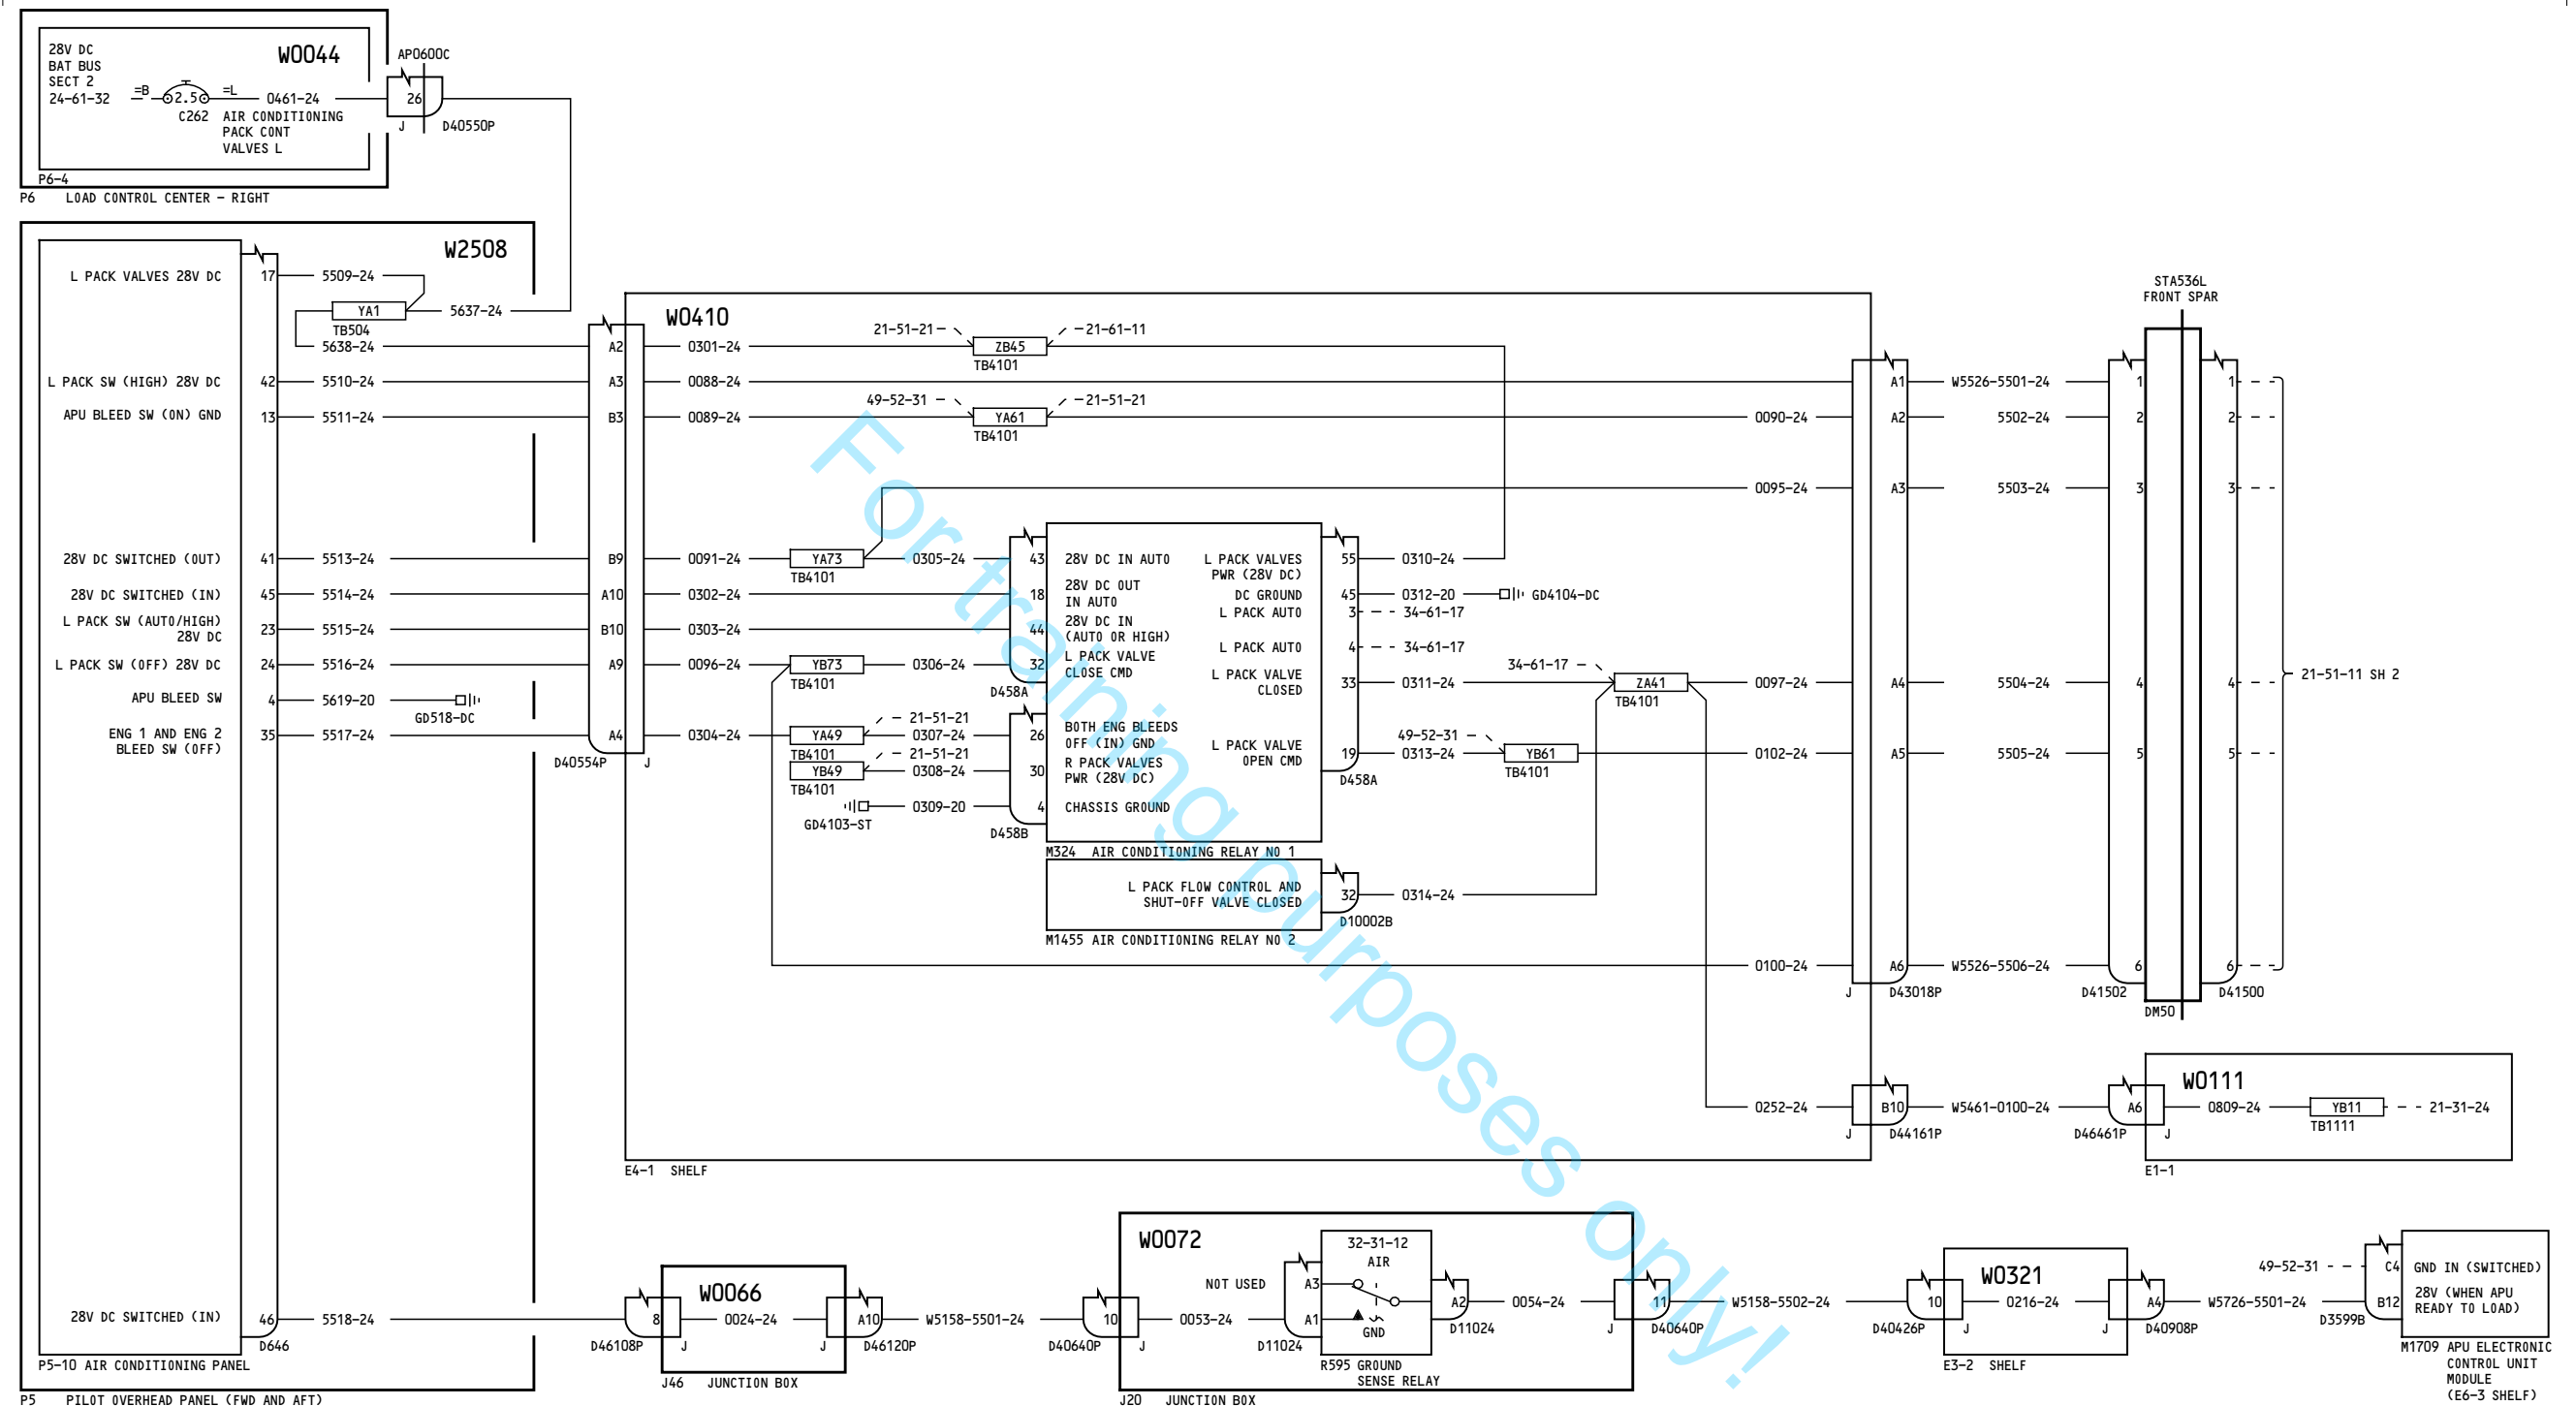 28V DC
BAT BUS
SECT 2
24-61-32
=B
2.5
=L
0461-24
C262
AIR CONDITIONING
PACK CONT
VALVES L
W0044
AP0600C
26
J
D40550P
P6-4
P6 LOAD CONTROL CENTER - RIGHT
W2508
L PACK VALVES 28V DC 17 5509-24
YA1 5637-24
TB504
5638-24 A2
L PACK SW (HIGH) 28V DC 42 5510-24 A3
APU BLEED SW (ON) GND 13 5511-24 B3
28V DC SWITCHED (OUT) 41 5513-24 B9
28V DC SWITCHED (IN) 45 5514-24 A10
L PACK SW (AUTO/HIGH)
28V DC 23 5515-24 B10
L PACK SW (OFF) 28V DC 24 5516-24 A9
APU BLEED SW 4 5619-20
GD518-DC
ENG 1 AND ENG 2
BLEED SW (OFF) 35 5517-24 A4
D40554P J
W0410
0301-24
21-51-21 ZB45 21-61-11
TB4101
0088-24
0089-24
49-52-31 YA61 21-51-21
TB4101
0090-24
0095-24
0091-24 YA73 0305-24 43
TB4101
0302-24 18
0303-24 44
0096-24 YB73 0306-24 32
TB4101
D458A
21-51-21
0304-24 YA49 0307-24 26
TB4101
21-51-21
YB49 0308-24 30
TB4101
0309-20 4
GD4103-ST
D458B
28V DC IN AUTO
28V DC OUT
IN AUTO
28V DC IN
(AUTO OR HIGH)
L PACK VALVE
CLOSE CMD
BOTH ENG BLEEDS
OFF (IN) GND
R PACK VALVES
PWR (28V DC)
CHASSIS GROUND
L PACK VALVES
PWR (28V DC)
DC GROUND
L PACK AUTO
L PACK AUTO
L PACK VALVE
CLOSED
L PACK VALVE
OPEN CMD
55 0310-24
45 0312-20 GD4104-DC
3 34-61-17
4 34-61-17
33 0311-24
34-61-17 ZA41
TB4101
0097-24
49-52-31
19 0313-24 YB61
TB4101
0102-24
D458A
M324 AIR CONDITIONING RELAY NO 1
L PACK FLOW CONTROL AND
SHUT-OFF VALVE CLOSED
32 0314-24
D10002B
M1455 AIR CONDITIONING RELAY NO 2
0100-24
0252-24
E4-1 SHELF
STA536L
FRONT SPAR
A1 W5526-5501-24 1 1
A2 5502-24 2 2
A3 5503-24 3 3
A4 5504-24 4 4
A5 5505-24 5 5
A6 W5526-5506-24 6 6
21-51-11 SH 2
J D43018P D41502 D41500
DM50
W0111
B10 W5461-0100-24 A6 0809-24 YB11 21-31-24
TB1111
J D44161P D46461P J
E1-1
28V DC SWITCHED (IN) 46 5518-24
D646
P5-10 AIR CONDITIONING PANEL
P5 PILOT OVERHEAD PANEL (FWD AND AFT)
W0066
8 0024-24 A10 W5158-5501-24
D46108P J J D46120P
J46 JUNCTION BOX
W0072
10 0053-24
D40640P J
NOT USED A3
A1
D11024
32-31-12
AIR
GND
R595 GROUND
SENSE RELAY
A2 0054-24 11 W5158-5502-24
D11024 J D40640P
J20 JUNCTION BOX
W0321
10 0216-24 A4 W5726-5501-24
D40426P J J D40908P
E3-2 SHELF
49-52-31 C4 GND IN (SWITCHED)
B12 28V (WHEN APU
READY TO LOAD)
D3599B
M1709 APU ELECTRONIC
CONTROL UNIT
MODULE
(E6-3 SHELF)
For training purposes only!